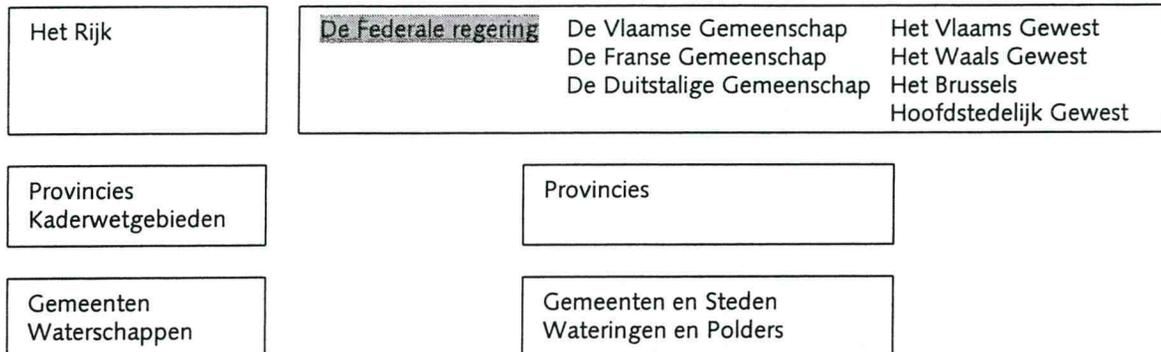 Het Rijk
De Federale regering
De Vlaamse Gemeenschap
De Franse Gemeenschap
De Duitstalige Gemeenschap
Het Vlaams Gewest
Het Waals Gewest
Het Brussels
Hoofdstedelijk Gewest
Provincies
Kaderwetgebieden
Provincies
Gemeenten
Waterschappen
Gemeenten en Steden
Wateringen en Polders